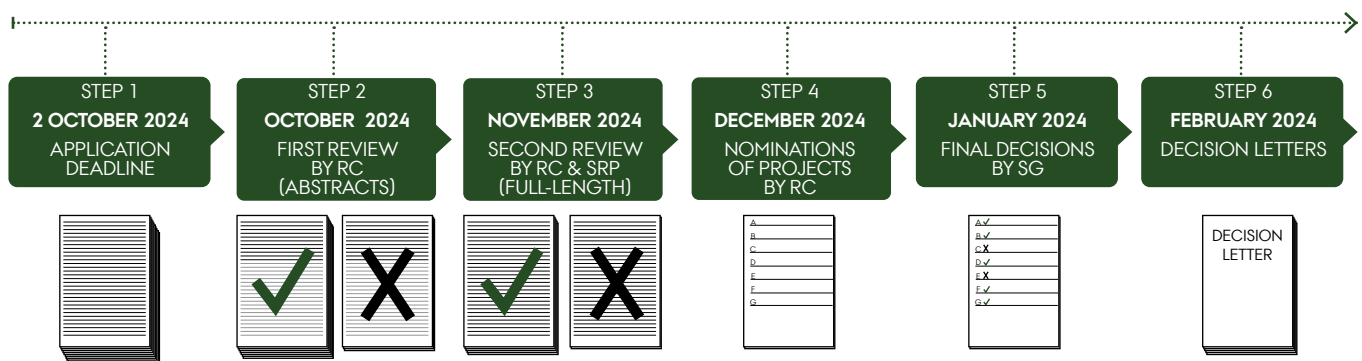 STEP 1
2 OCTOBER 2024
APPLICATION
DEADLINE
STEP 2
OCTOBER 2024
FIRST REVIEW
BY RC
(ABSTRACTS)
STEP 3
NOVEMBER 2024
SECOND REVIEW
BY RC & SRP
(FULL-LENGTH)
STEP 4
DECEMBER 2024
NOMINATIONS
OF PROJECTS
BY RC
STEP 5
JANUARY 2024
FINAL DECISIONS
BY SG
STEP 6
FEBRUARY 2024
DECISION LETTERS
A
B
C
D
E
F
G
A ✓
B ✓
C X
D ✓
E X
F ✓
G ✓
DECISION
LETTER